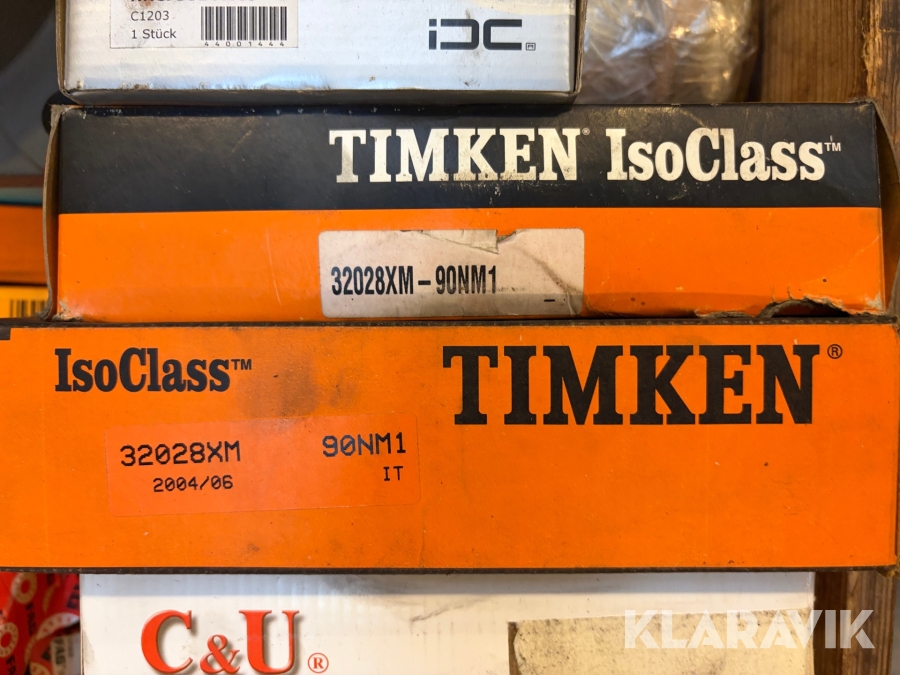 C1203
1 Stück
44001444
IDC
TIMKEN® IsoClass™
32028XM-90NM1
IsoClass™
TIMKEN®
32028XM 90NM1
2004/06 IT
C&U®
KLARAVIK